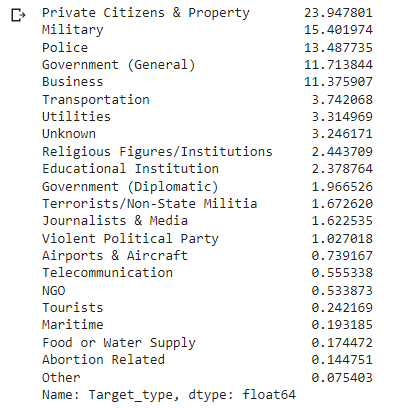 Private Citizens & Property 23.947801
Military 15.401974
Police 13.487735
Government (General) 11.713844
Business 11.375907
Transportation 3.742068
Utilities 3.314969
Unknown 3.246171
Religious Figures/Institutions 2.443709
Educational Institution 2.378764
Government (Diplomatic) 1.966526
Terrorists/Non-State Militia 1.672620
Journalists & Media 1.622535
Violent Political Party 1.027018
Airports & Aircraft 0.739167
Telecommunication 0.555338
NGO 0.533873
Tourists 0.242169
Maritime 0.193185
Food or Water Supply 0.174472
Abortion Related 0.144751
Other 0.075403
Name: Target_type, dtype: float64